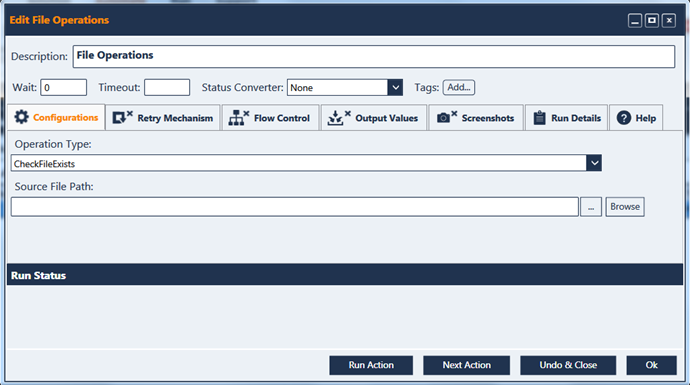 Edit File Operations
Description: File Operations
Wait: 0 Timeout: Status Converter: None Tags: Add...
Configurations Retry Mechanism Flow Control Output Values Screenshots Run Details Help
Operation Type:
CheckFileExists
Source File Path:
... Browse
Run Status
Run Action Next Action Undo & Close Ok